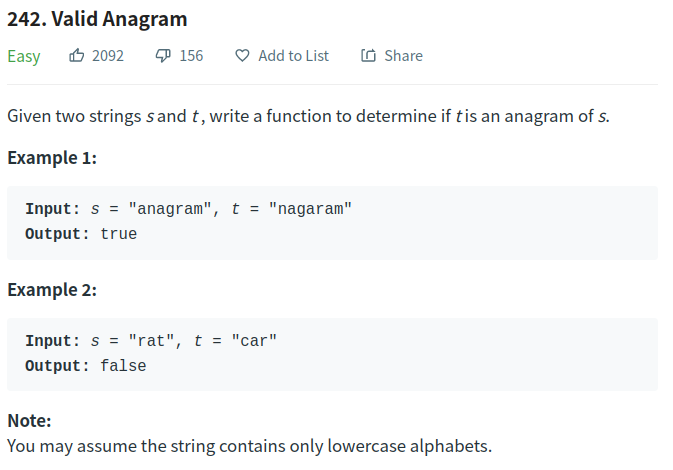 242. Valid Anagram
Easy 2092 156 Add to List Share
Given two strings s and t , write a function to determine if t is an anagram of s.
Example 1:
Input: s = "anagram", t = "nagaram"
Output: true
Example 2:
Input: s = "rat", t = "car"
Output: false
Note:
You may assume the string contains only lowercase alphabets.